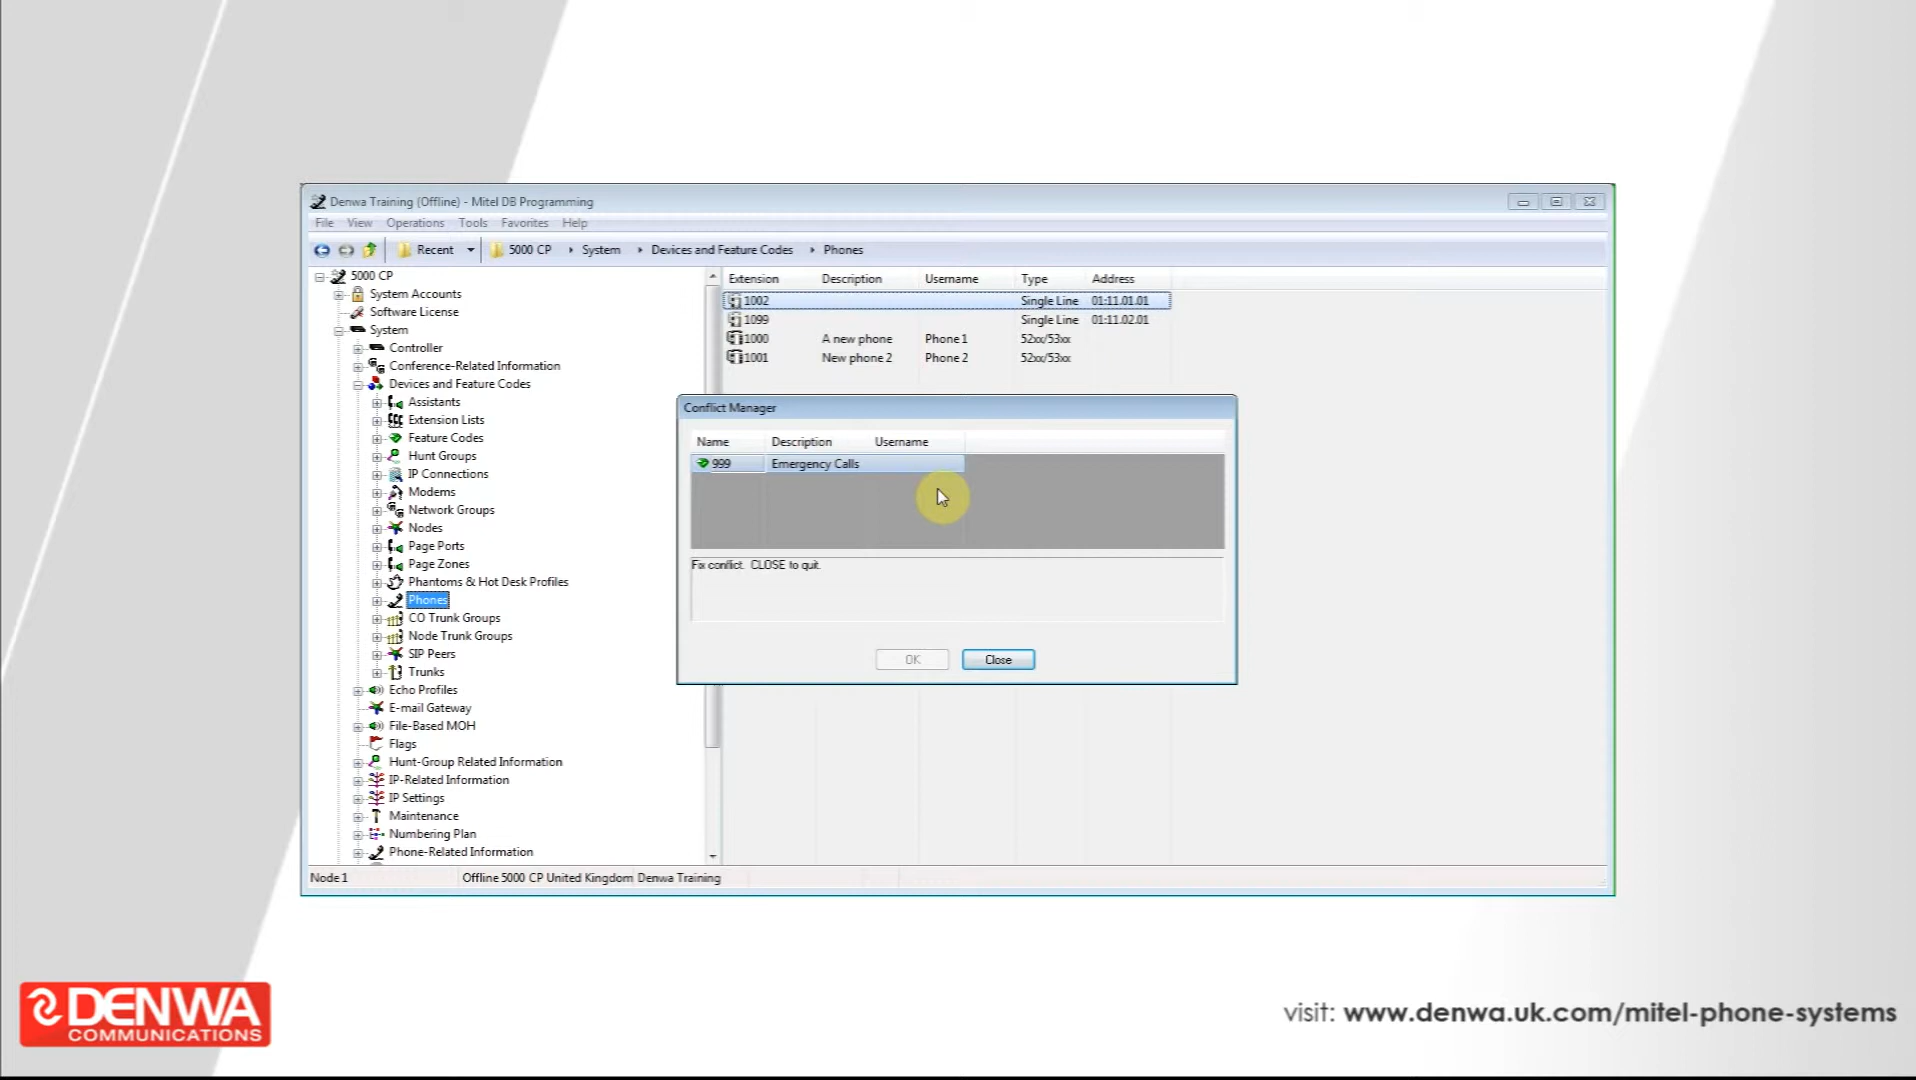 Denwa Training (Offline) - Mitel DB Programming
File View Operations Tools Favorites Help
Recent 5000 CP System Devices and Feature Codes Phones
5000 CP
System Accounts
Software License
System
Controller
Conference-Related Information
Devices and Feature Codes
Assistants
Extension Lists
Feature Codes
Hunt Groups
IP Connections
Modems
Network Groups
Nodes
Page Ports
Page Zones
Phantoms & Hot Desk Profiles
Phones
CO Trunk Groups
Node Trunk Groups
SIP Peers
Trunks
Echo Profiles
E-mail Gateway
File-Based MOH
Flags
Hunt-Group Related Information
IP-Related Information
IP Settings
Maintenance
Numbering Plan
Phone-Related Information
Extension Description Username Type Address
1002 Single Line 01:11.01.01
1099 Single Line 01:11.02.01
1000 A new phone Phone 1 52xx/53xx
1001 New phone 2 Phone 2 52xx/53xx
Conflict Manager
Name Description Username
999 Emergency Calls
Fix conflict. CLOSE to quit.
OK Close
Node 1 Offline 5000 CP United Kingdom Denwa Training
DENWA
COMMUNICATIONS
visit: www.denwa.uk.com/mitel-phone-systems